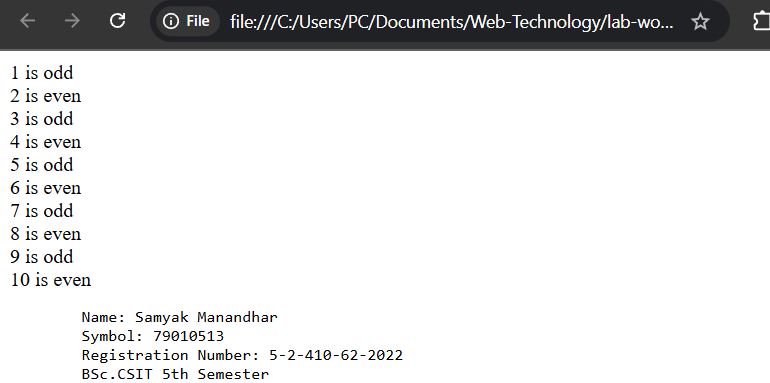 File file:///C:/Users/PC/Documents/Web-Technology/lab-wo...
1 is odd
2 is even
3 is odd
4 is even
5 is odd
6 is even
7 is odd
8 is even
9 is odd
10 is even
Name: Samyak Manandhar
Symbol: 79010513
Registration Number: 5-2-410-62-2022
BSc.CSIT 5th Semester